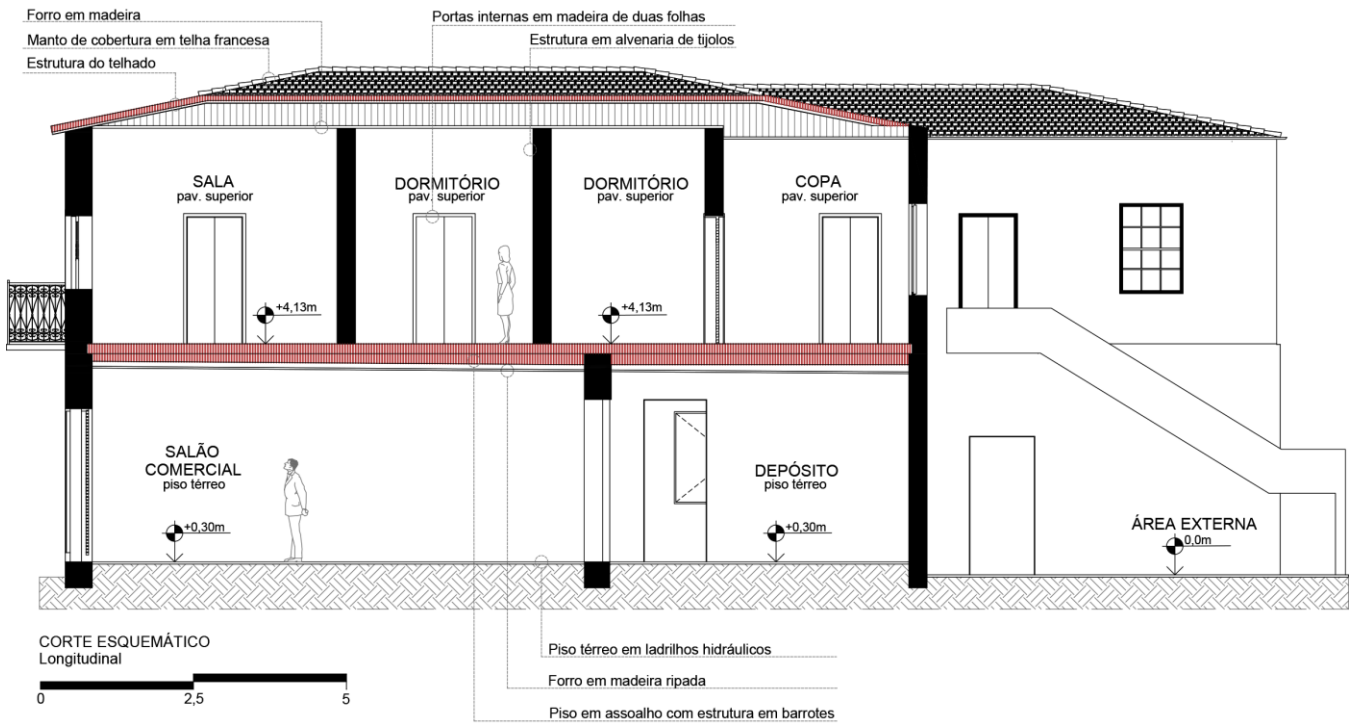 Forro em madeira
Manto de cobertura em telha francesa
Estrutura do telhado
Portas internas em madeira de duas folhas
Estrutura em alvenaria de tijolos
SALA
pav. superior
DORMITÓRIO
pav. superior
DORMITÓRIO
pav. superior
COPA
pav. superior
+4,13m
+4,13m
SALÃO
COMERCIAL
piso térreo
DEPÓSITO
piso térreo
+0,30m
+0,30m
ÁREA EXTERNA
0,0m
CORTE ESQUEMÁTICO
Longitudinal
0 2,5 5
Piso térreo em ladrilhos hidráulicos
Forro em madeira ripada
Piso em assoalho com estrutura em barrotes